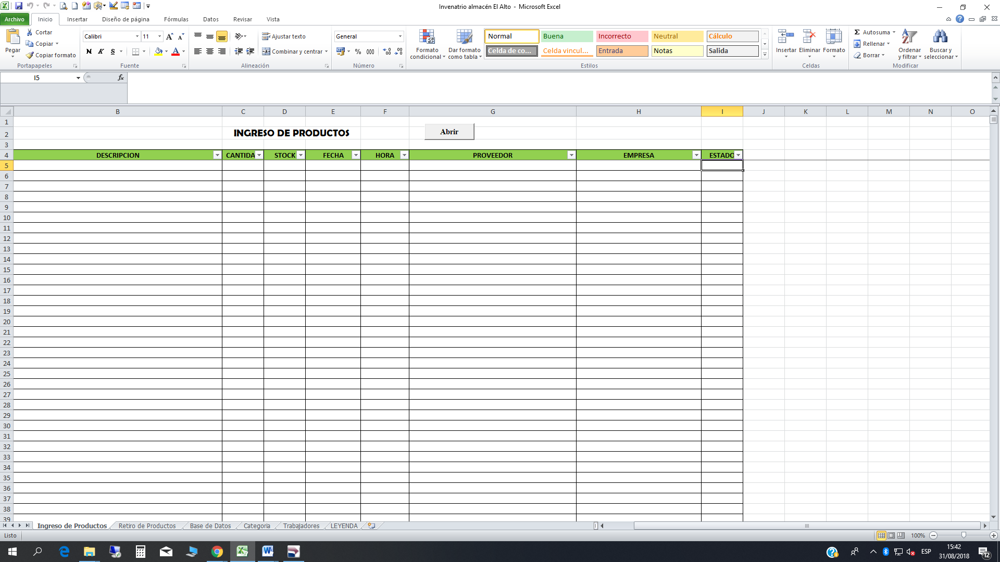 Invenatrio almacén El Alto - Microsoft Excel
Archivo Inicio Insertar Diseño de página Fórmulas Datos Revisar Vista
Pegar
Cortar
Copiar
Copiar formato
Portapapeles
Calibri 11
N K S
Fuente
Ajustar texto
Combinar y centrar
Alineación
General
% 000
Número
Formato condicional
Dar formato como tabla
Normal Buena Incorrecto Neutral Cálculo
Celda de co... Celda vincul... Entrada Notas Salida
Estilos
Insertar Eliminar Formato
Celdas
Σ Autosuma
Rellenar
Borrar
Ordenar y filtrar
Buscar y seleccionar
Modificar
I5 fx
B C D E F G H I J K L M N O
1
2 INGRESO DE PRODUCTOS Abrir
3
4 DESCRIPCION CANTIDA STOCK FECHA HORA PROVEEDOR EMPRESA ESTADO
5
6
7
8
9
10
11
12
13
14
15
16
17
18
19
20
21
22
23
24
25
26
27
28
29
30
31
32
33
34
35
36
37
38
39
Ingreso de Productos Retiro de Productos Base de Datos Categoria Trabajadores LEYENDA
Listo 100%
ESP 15:42
31/08/2018 12